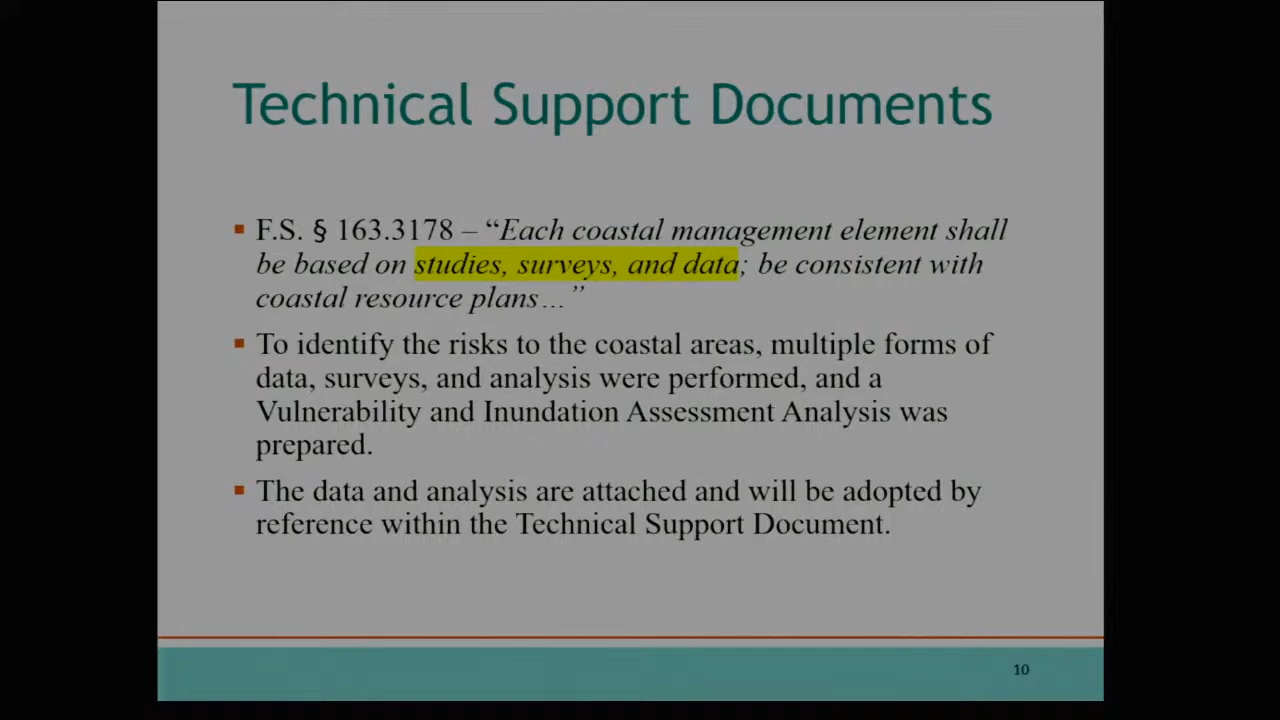 Technical Support Documents
▪ F.S. § 163.3178 – “Each coastal management element shall
be based on studies, surveys, and data; be consistent with
coastal resource plans…”
▪ To identify the risks to the coastal areas, multiple forms of
data, surveys, and analysis were performed, and a
Vulnerability and Inundation Assessment Analysis was
prepared.
▪ The data and analysis are attached and will be adopted by
reference within the Technical Support Document.
10